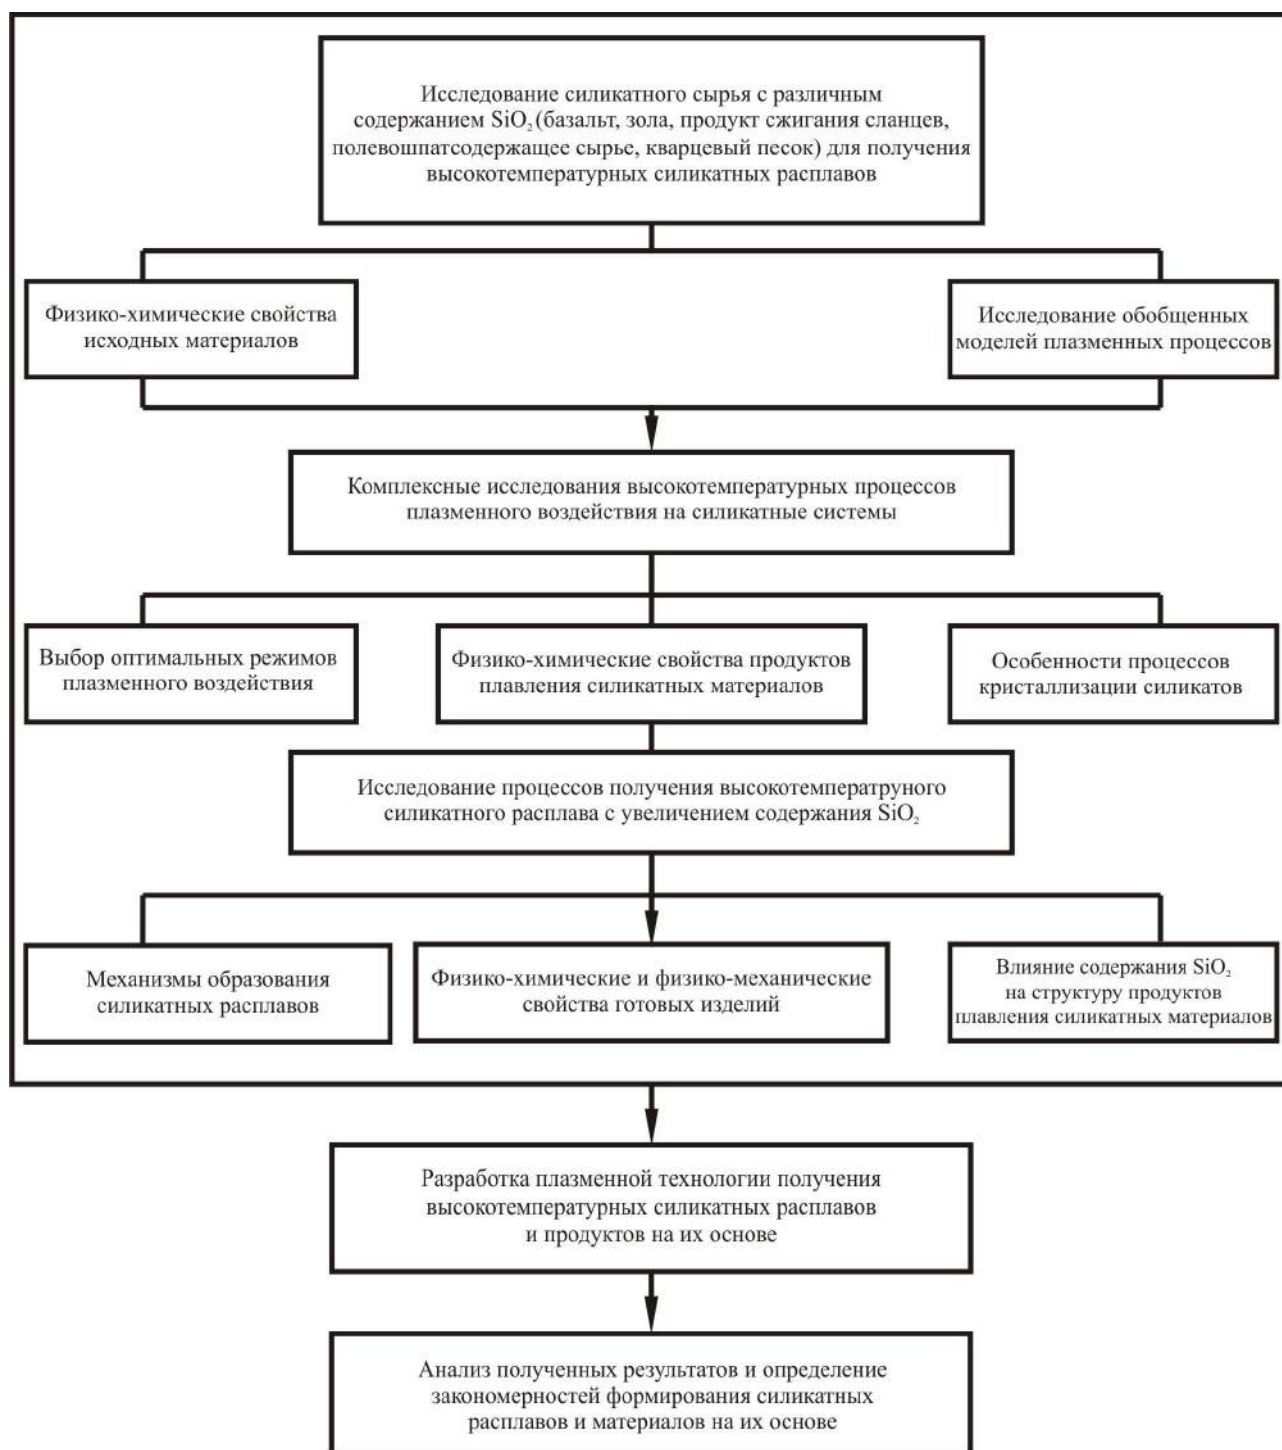 Исследование силикатного сырья с различным
содержанием SiO₂ (базальт, зола, продукт сжигания сланцев,
полевошпатсодержащее сырье, кварцевый песок) для получения
высокотемпературных силикатных расплавов
Физико-химические свойства
исходных материалов
Исследование обобщенных
моделей плазменных процессов
Комплексные исследования высокотемпературных процессов
плазменного воздействия на силикатные системы
Выбор оптимальных режимов
плазменного воздействия
Физико-химические свойства продуктов
плавления силикатных материалов
Особенности процессов
кристаллизации силикатов
Исследование процессов получения высокотемператруного
силикатного расплава с увеличением содержания SiO₂
Механизмы образования
силикатных расплавов
Физико-химические и физико-механические
свойства готовых изделий
Влияние содержания SiO₂
на структуру продуктов
плавления силикатных материалов
Разработка плазменной технологии получения
высокотемпературных силикатных расплавов
и продуктов на их основе
Анализ полученных результатов и определение
закономерностей формирования силикатных
расплавов и материалов на их основе